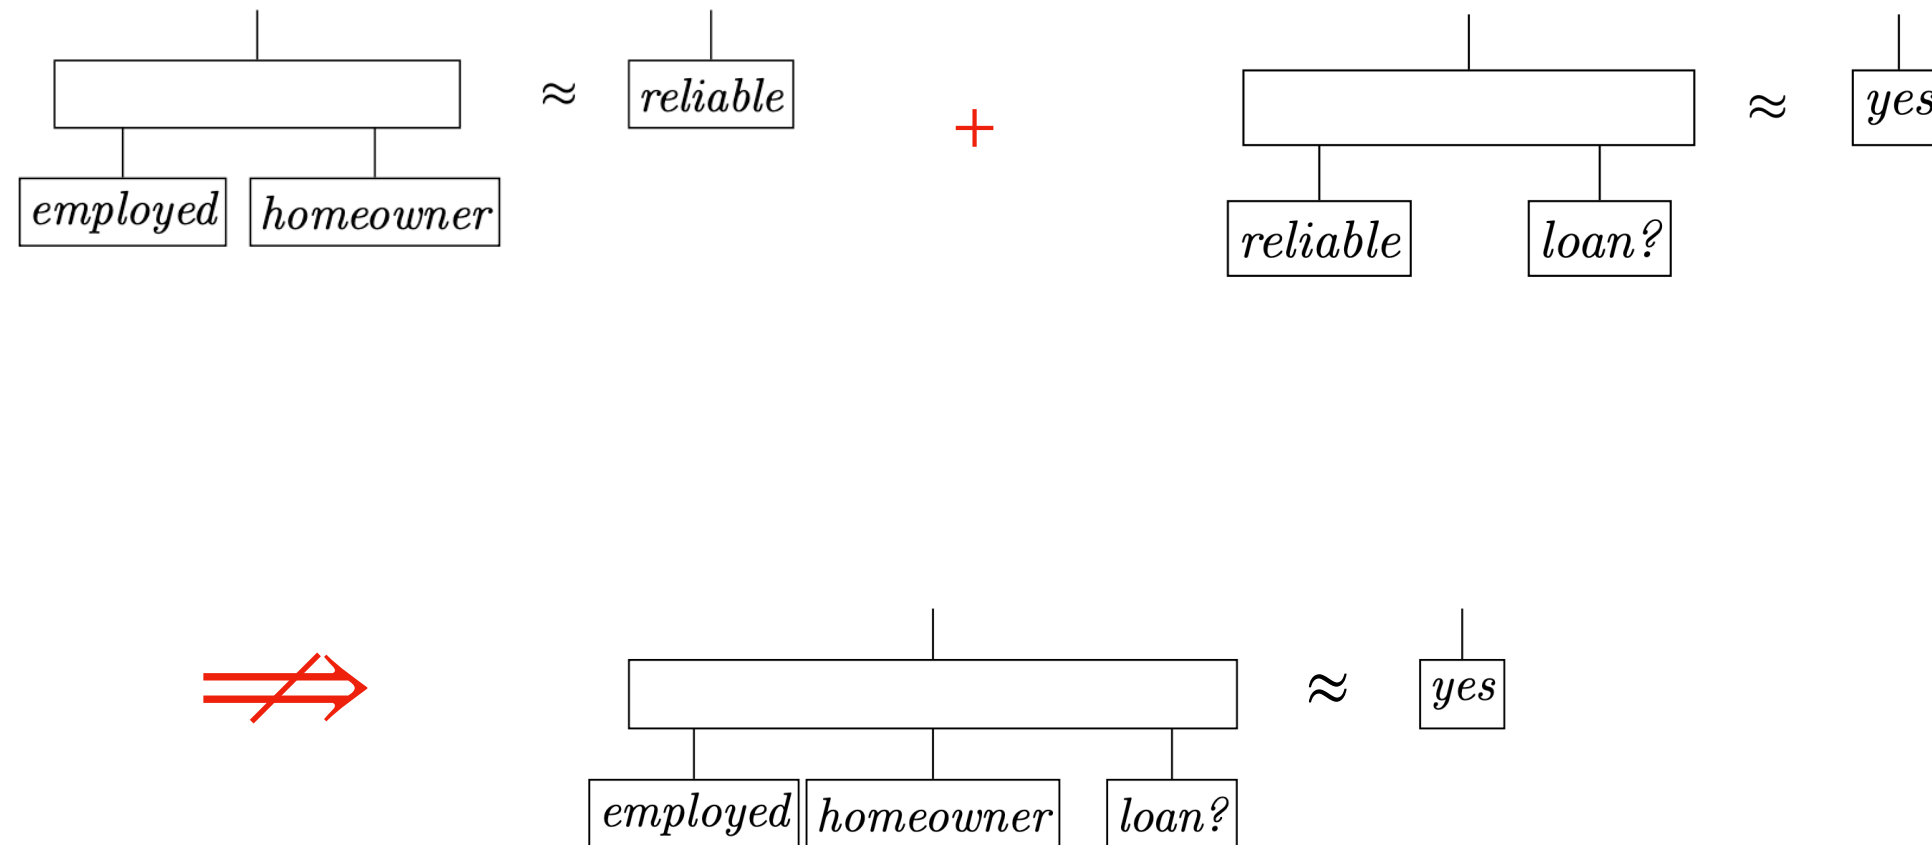 ≈ reliable + ≈ yes
employed homeowner reliable loan?
≈ yes
employed homeowner loan?